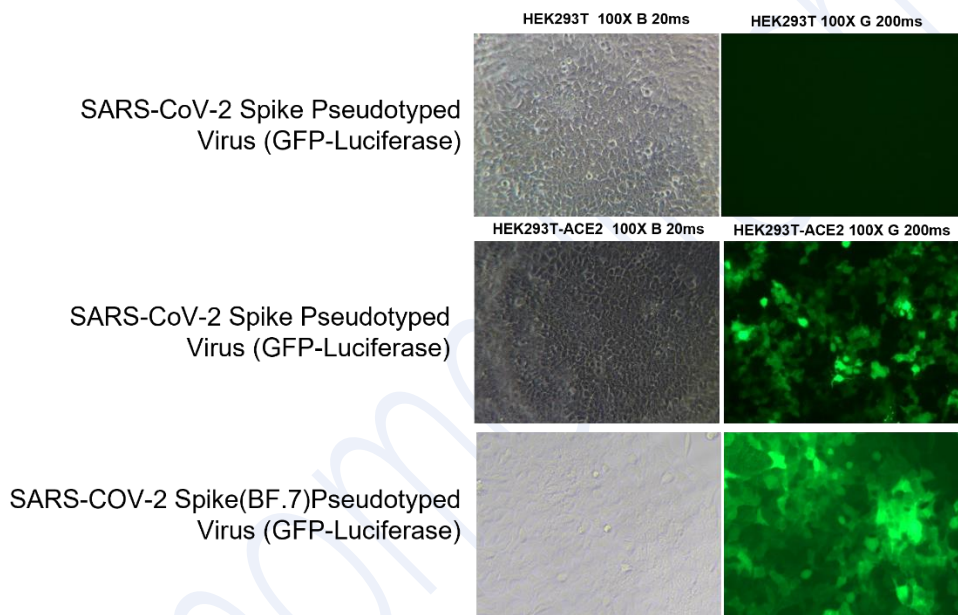 HEK293T 100X B 20ms
HEK293T 100X G 200ms
SARS-CoV-2 Spike Pseudotyped
Virus (GFP-Luciferase)
HEK293T-ACE2 100X B 20ms
HEK293T-ACE2 100X G 200ms
SARS-CoV-2 Spike Pseudotyped
Virus (GFP-Luciferase)
SARS-COV-2 Spike(BF.7)Pseudotyped
Virus (GFP-Luciferase)